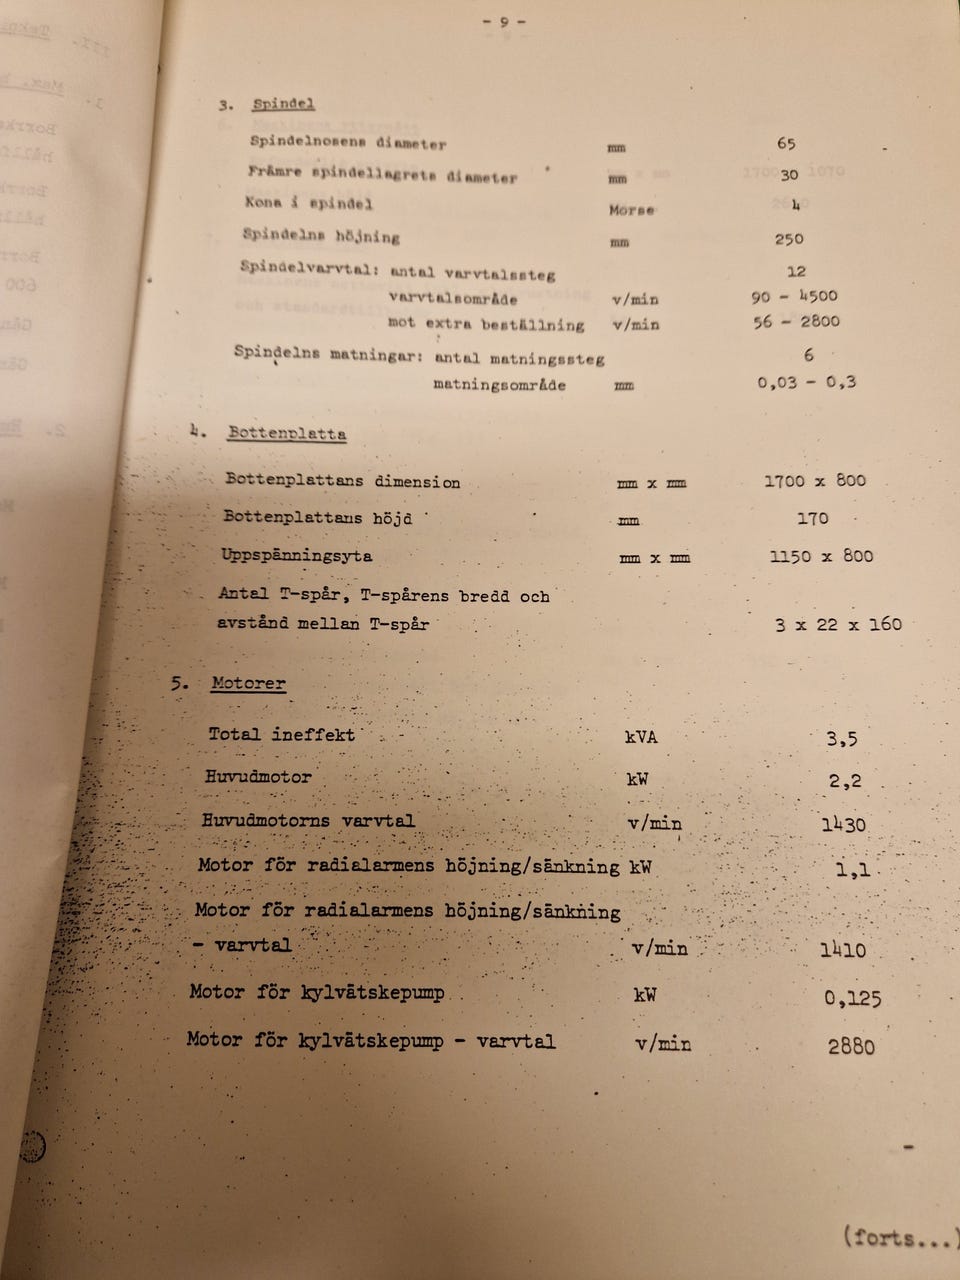 - 9 -
3. Spindel
Spindelnosens diameter mm 65
Främre spindellagrets diameter mm 30
Kona i spindel Morse 4
Spindelns höjning mm 250
Spindelvarvtal: antal varvtalssteg 12
varvtalsområde v/min 90 - 4500
mot extra beställning v/min 56 - 2800
Spindelns matningar: antal matningssteg 6
matningsområde mm 0,03 - 0,3
4. Bottenplatta
Bottenplattans dimension mm x mm 1700 x 800
Bottenplattans höjd mm 170
Uppspänningsyta mm x mm 1150 x 800
Antal T-spår, T-spårens bredd och
avstånd mellan T-spår 3 x 22 x 160
5. Motorer
Total ineffekt kVA 3,5
Huvudmotor kW 2,2
Huvudmotorns varvtal v/min 1430
Motor för radialarmens höjning/sänkning kW 1,1
Motor för radialarmens höjning/sänkning
- varvtal v/min 1410
Motor för kylvätskepump kW 0,125
Motor för kylvätskepump - varvtal v/min 2880
(forts...)